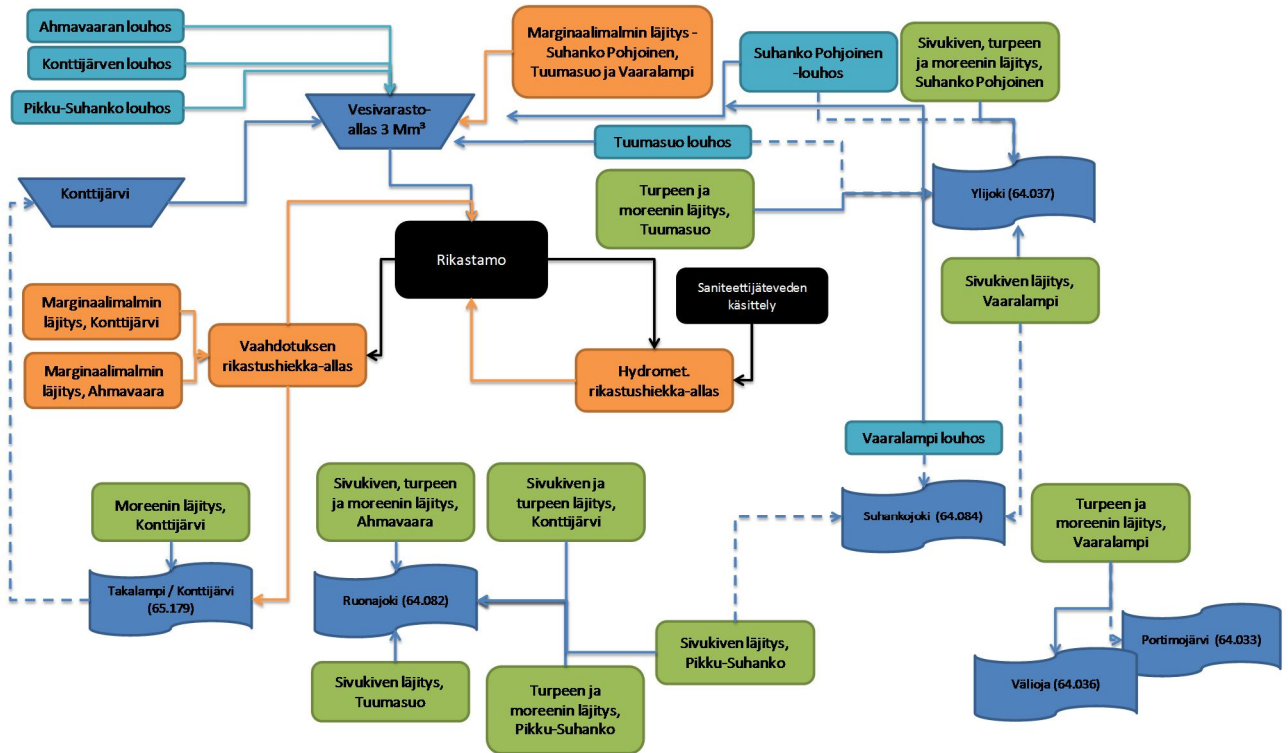 Ahmavaaran louhos
Konttijärven louhos
Pikku-Suhanko louhos
Vesivarasto-
allas 3 Mm³
Marginaalimalmin läjitys -
Suhanko Pohjoinen,
Tuumasuo ja Vaaralampi
Suhanko Pohjoinen
-louhos
Sivukiven, turpeen
ja moreenin läjitys,
Suhanko Pohjoinen
Tuumasuo louhos
Konttijärvi
Turpeen ja
moreenin läjitys,
Tuumasuo
Ylijoki (64.037)
Rikastamo
Saniteettijäteveden
käsittely
Sivukiven läjitys,
Vaaralampi
Marginaalimalmin
läjitys, Konttijärvi
Marginaalimalmin
läjitys, Ahmavaara
Vaahdotuksen
rikastushiekka-allas
Hydromet.
rikastushiekka-allas
Vaaralampi louhos
Moreenin läjitys,
Konttijärvi
Sivukiven, turpeen
ja moreenin läjitys,
Ahmavaara
Sivukiven ja
turpeen läjitys,
Konttijärvi
Suhankojoki (64.084)
Turpeen ja
moreenin läjitys,
Vaaralampi
Takalampi / Konttijärvi
(65.179)
Ruonajoki (64.082)
Sivukiven läjitys,
Pikku-Suhanko
Portimojärvi (64.033)
Sivukiven läjitys,
Tuumasuo
Turpeen ja
moreenin läjitys,
Pikku-Suhanko
Välioja (64.036)